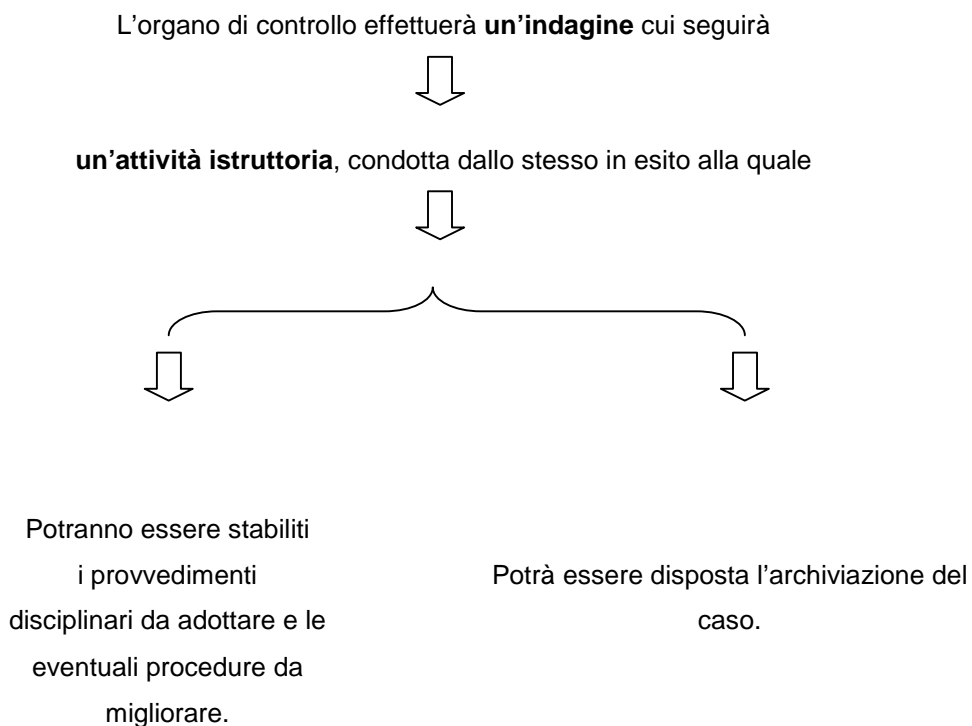 L’organo di controllo effettuerà un’indagine cui seguirà
un’attività istruttoria, condotta dallo stesso in esito alla quale
Potranno essere stabiliti
i provvedimenti
disciplinari da adottare e le
eventuali procedure da
migliorare.
Potrà essere disposta l’archiviazione del
caso.